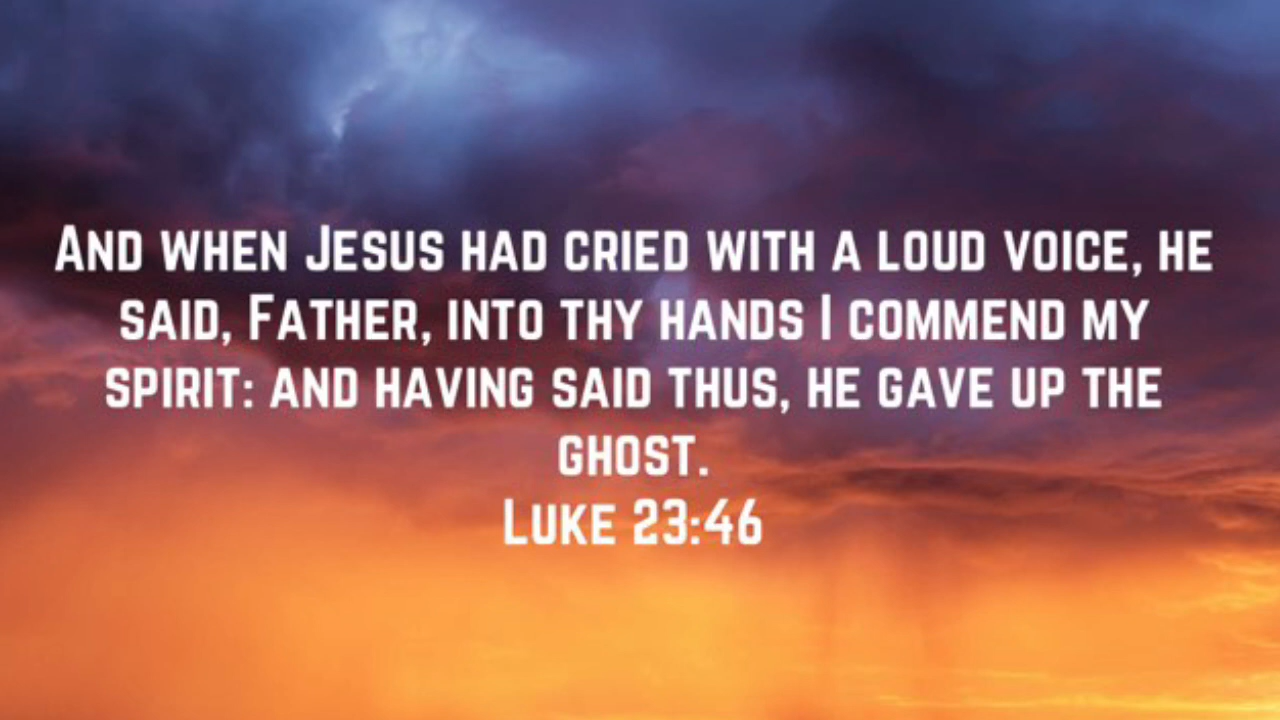 And when Jesus had cried with a loud voice, he
said, Father, into thy hands I commend my
spirit: and having said thus, he gave up the
ghost.
Luke 23:46